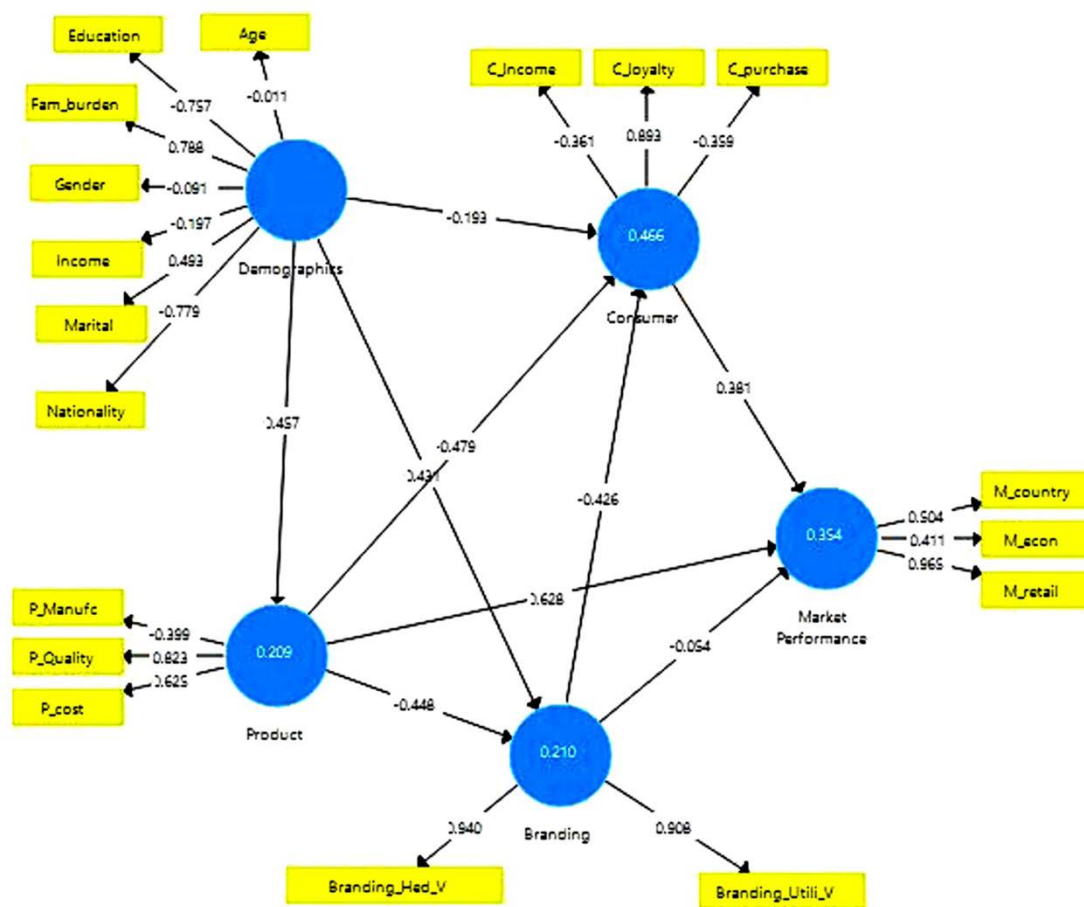 Education
Age
C_Income
C_loyalty
C_purchase
Fam_burden
-0.757
-0.011
0.788
-0.361
0.893
-0.359
Gender
-0.091
-0.197
-0.193
Income
0.493
0.466
Demographics
-0.779
Marital
Consumer
Nationality
0.381
0.457
-0.479
0.431
-0.426
M_country
0.504
0.354
0.411
M_econ
0.965
M_retail
P_Manufc
-0.399
0.628
Market
Performance
P_Quality
0.823
0.209
-0.054
0.625
P_cost
-0.448
Product
0.210
0.940
Branding
0.908
Branding_Hed_V
Branding_Utili_V